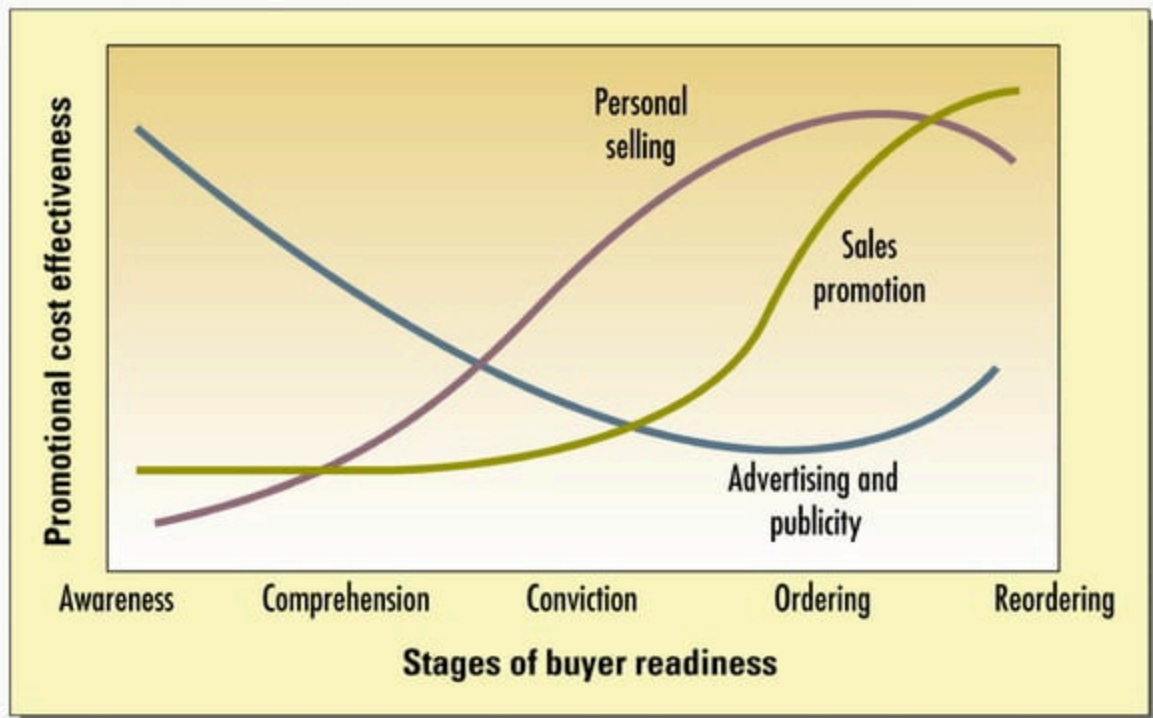 Promotional cost effectiveness
Personal
selling
Sales
promotion
Advertising and
publicity
Awareness Comprehension Conviction Ordering Reordering
Stages of buyer readiness